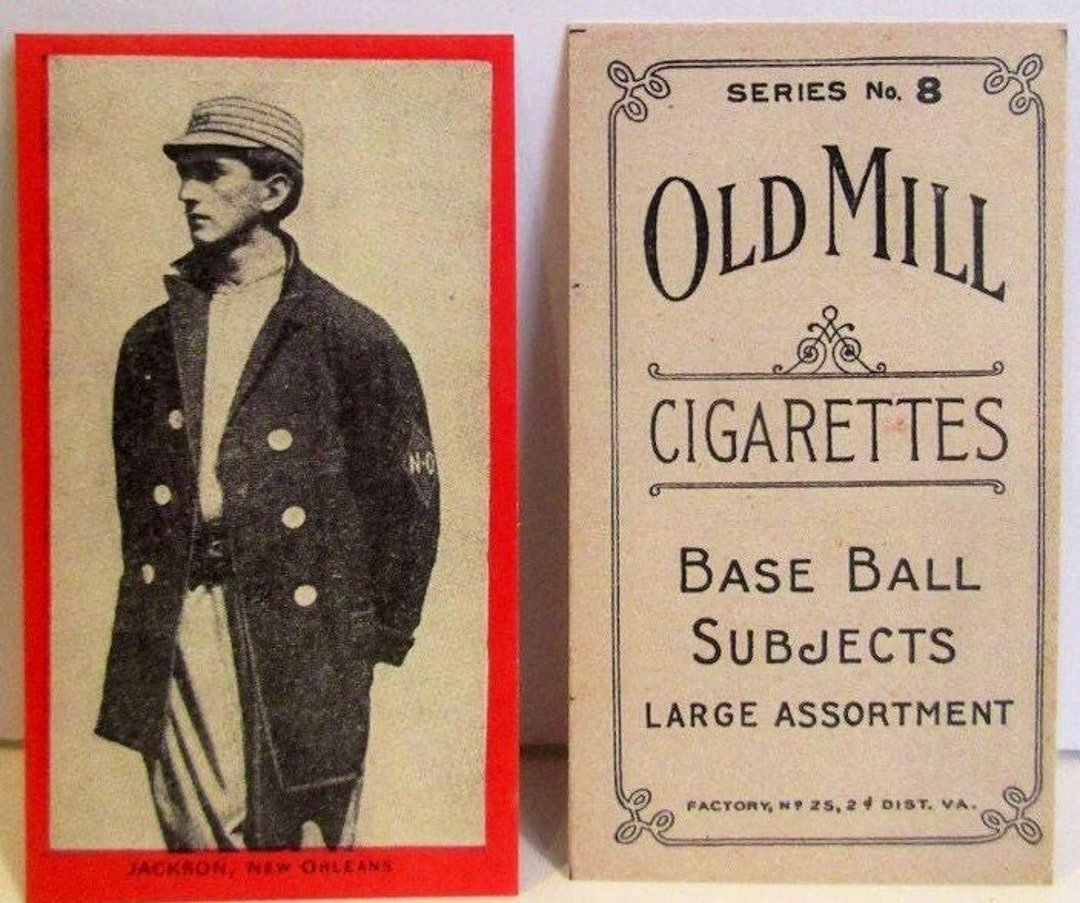 N-O
JACKSON, NEW ORLEANS
SERIES No. 8
OLD MILL
CIGARETTES
BASE BALL
SUBJECTS
LARGE ASSORTMENT
FACTORY, Nº 25, 2d DIST. VA.